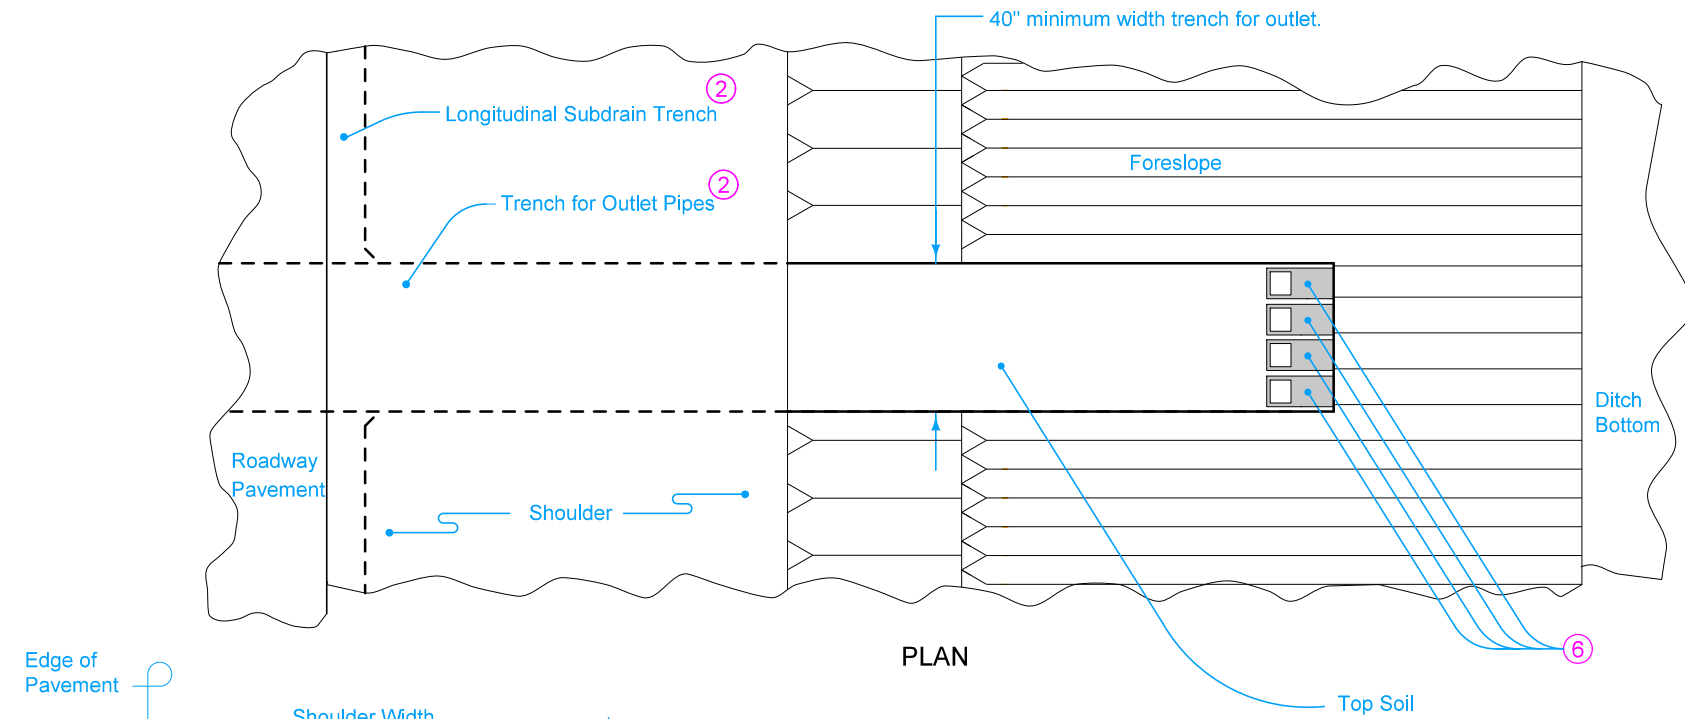 40" minimum width trench for outlet.
2
Longitudinal Subdrain Trench
Foreslope
2
Trench for Outlet Pipes
Ditch
Bottom
Roadway
Pavement
Shoulder
PLAN
6
Edge of
Pavement
Top Soil
Shoulder Width